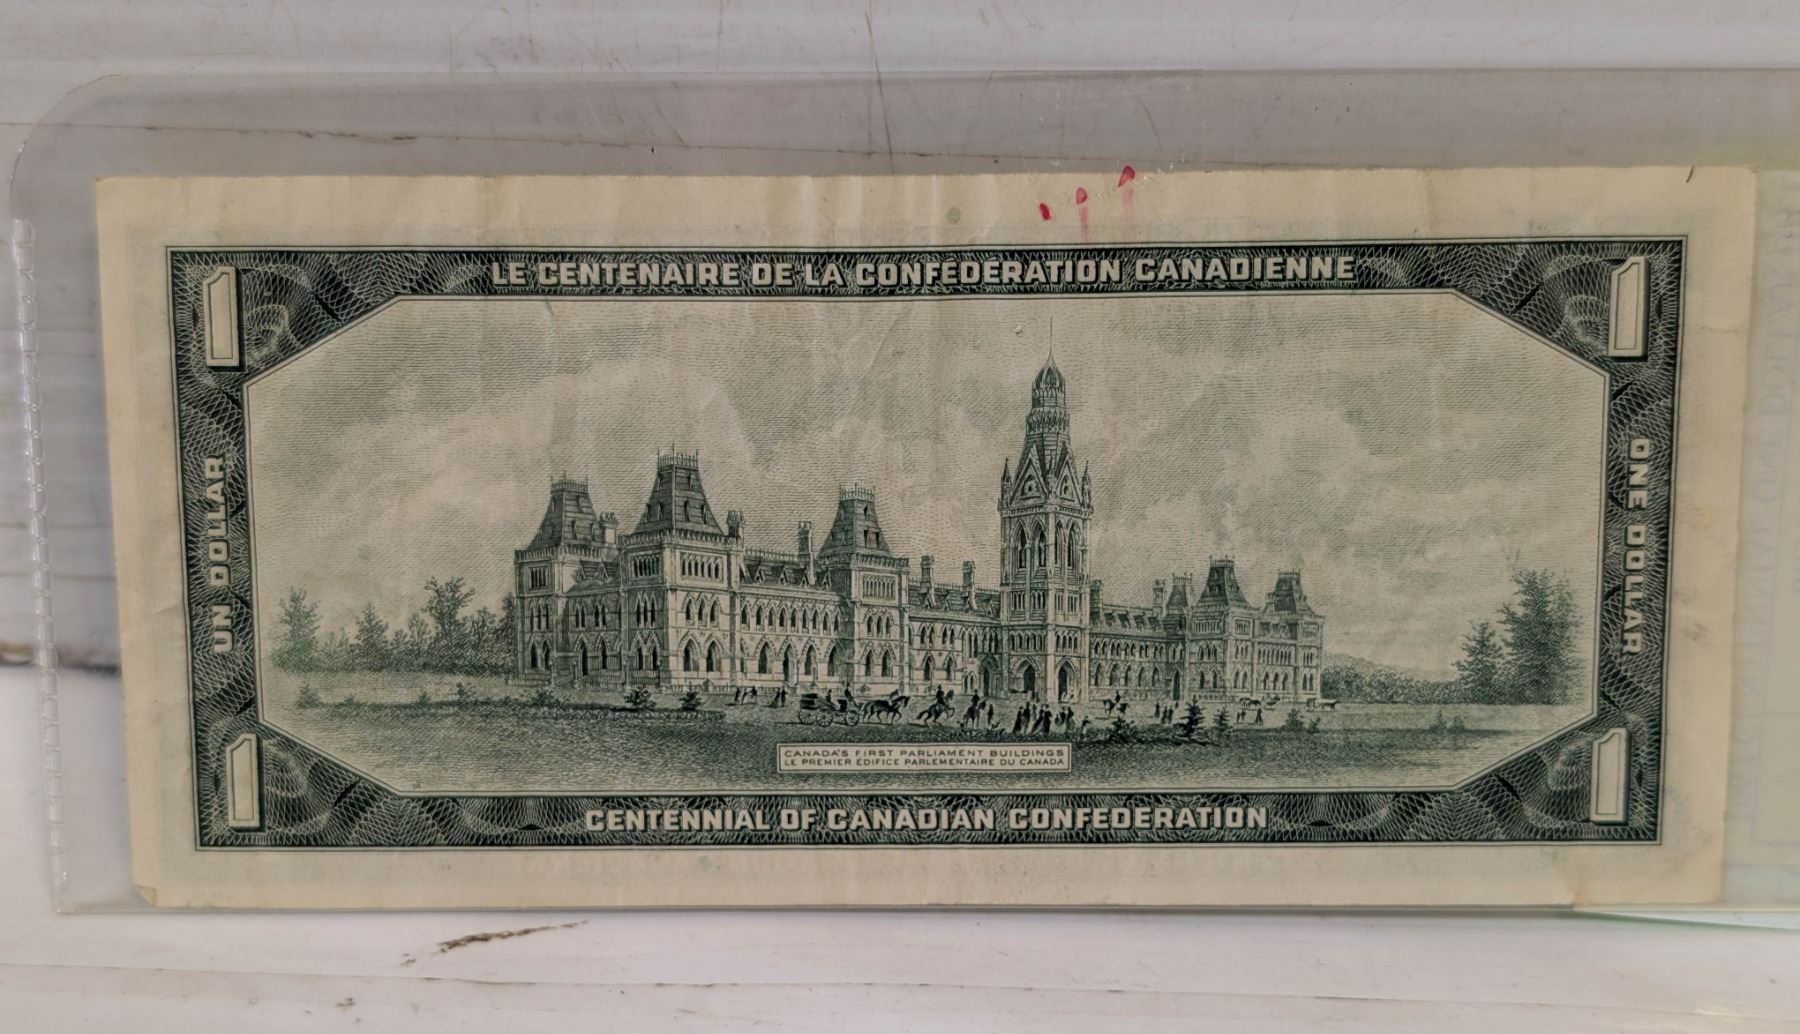 LE CENTENAIRE DE LA CONFÉDÉRATION CANADIENNE
1
1
UN DOLLAR
ONE DOLLAR
CANADA'S FIRST PARLIAMENT BUILDINGS
LE PREMIER ÉDIFICE PARLEMENTAIRE DU CANADA
1
1
CENTENNIAL OF CANADIAN CONFEDERATION